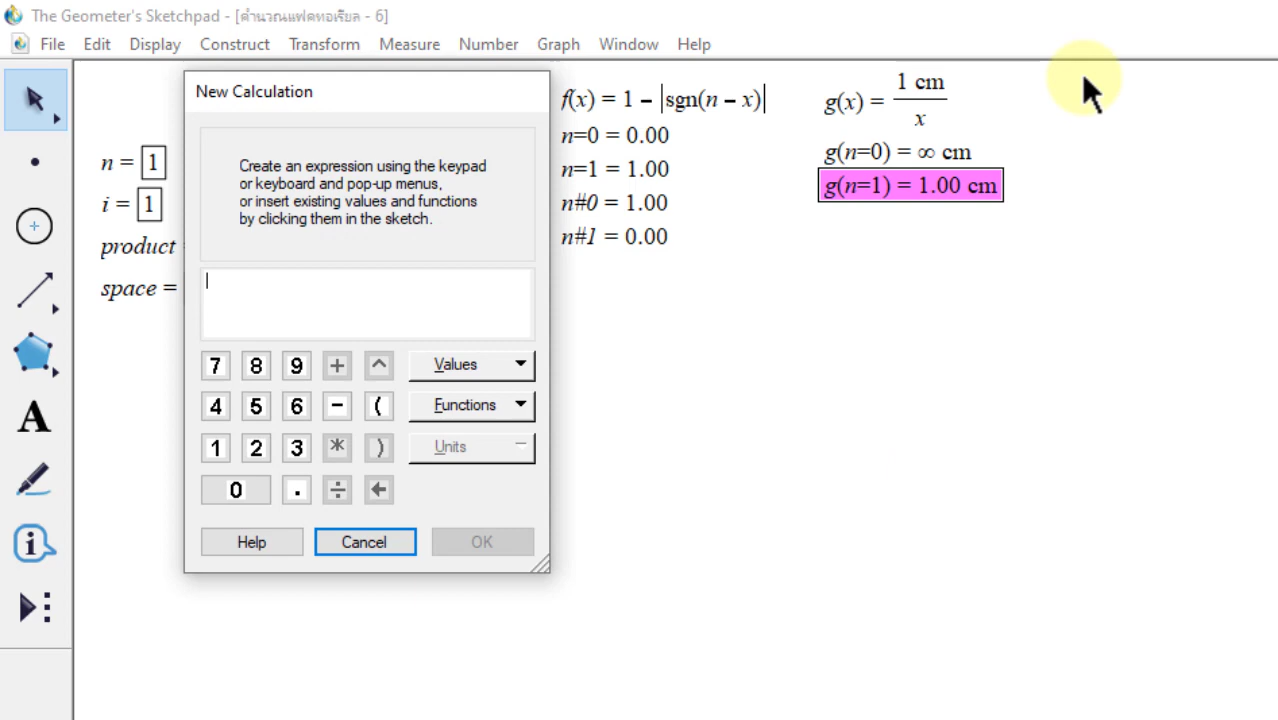 The Geometer's Sketchpad - [คำนวณแฟคทอเรียล - 6]
File Edit Display Construct Transform Measure Number Graph Window Help
New Calculation
Create an expression using the keypad
or keyboard and pop-up menus,
or insert existing values and functions
by clicking them in the sketch.
7 8 9 + ^ Values
4 5 6 - ( Functions
1 2 3 * ) Units
0 . ÷ ←
Help Cancel OK
n = 1
i = 1
product =
space =
f(x) = 1 – |sgn(n – x)|
n=0 = 0.00
n=1 = 1.00
n#0 = 1.00
n#1 = 0.00
g(x) = 1 cm / x
g(n=0) = ∞ cm
g(n=1) = 1.00 cm
A